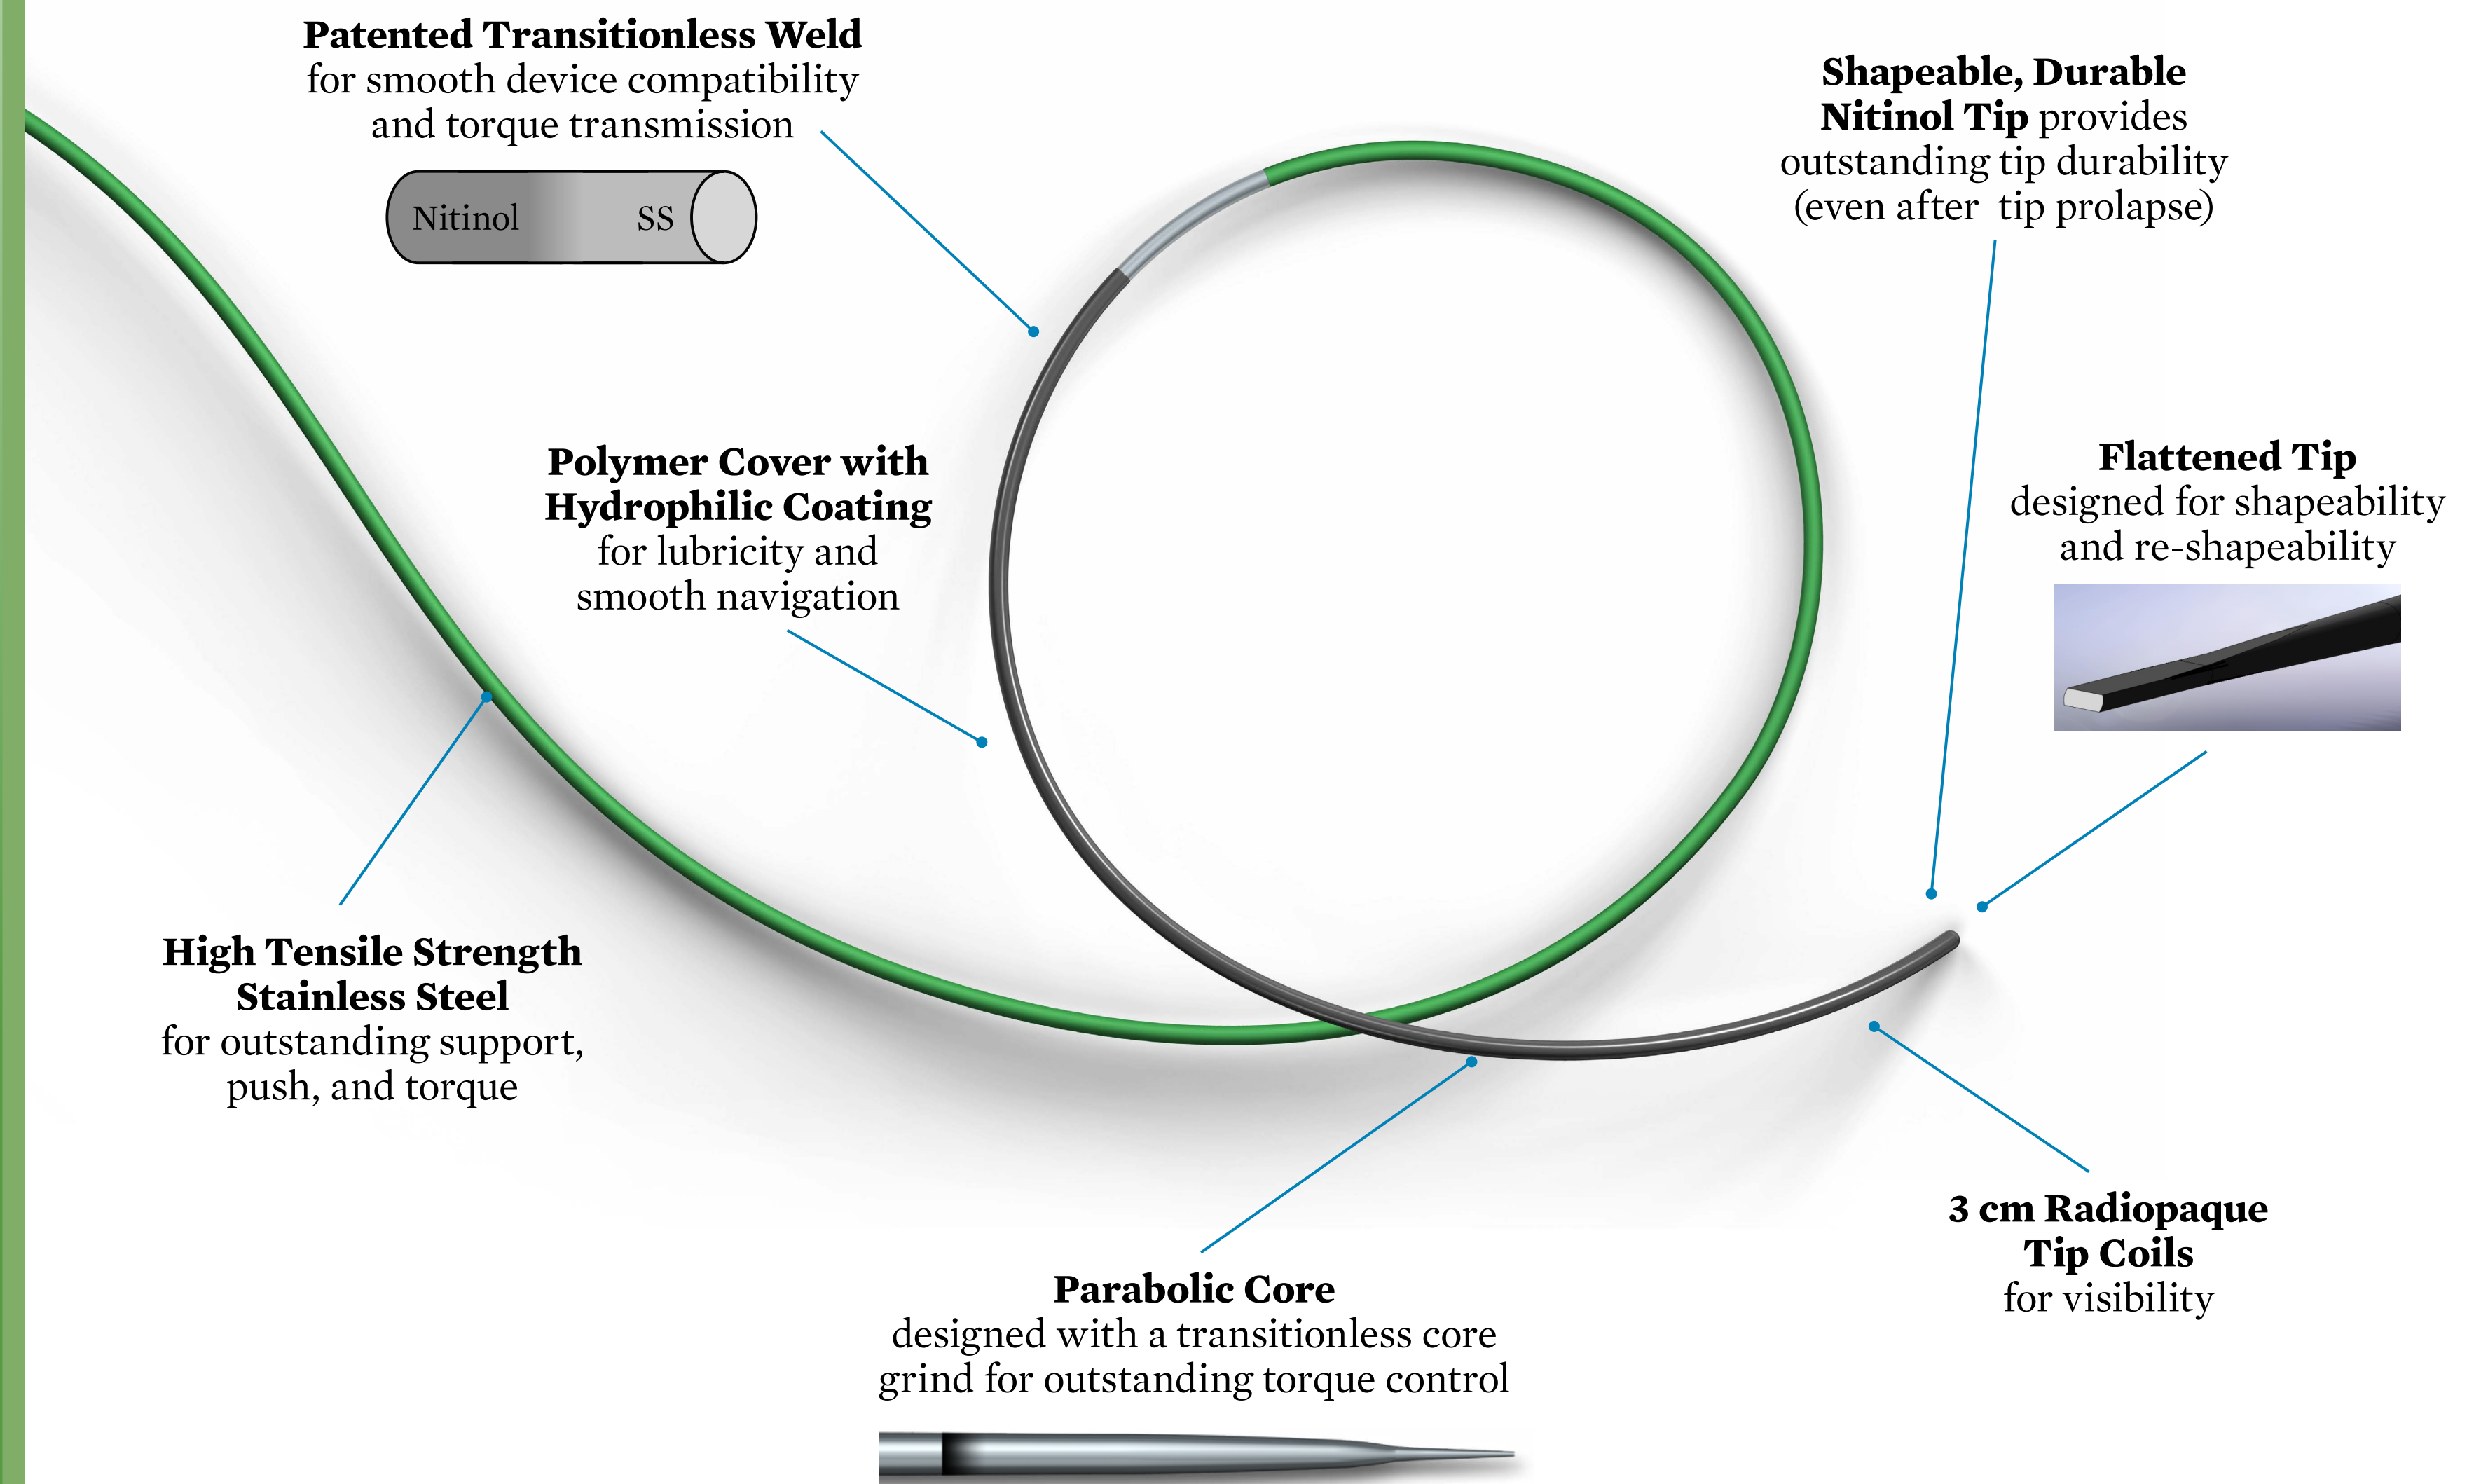 Patented Transitionless Weld
for smooth device compatibility
and torque transmission
Nitinol SS
Shapeable, Durable
Nitinol Tip provides
outstanding tip durability
(even after  tip prolapse)
Polymer Cover with
Hydrophilic Coating
for lubricity and
smooth navigation
Flattened Tip
designed for shapeability
and re-shapeability
High Tensile Strength
Stainless Steel
for outstanding support,
push, and torque
3 cm Radiopaque
Tip Coils
for visibility
Parabolic Core
designed with a transitionless core
grind for outstanding torque control